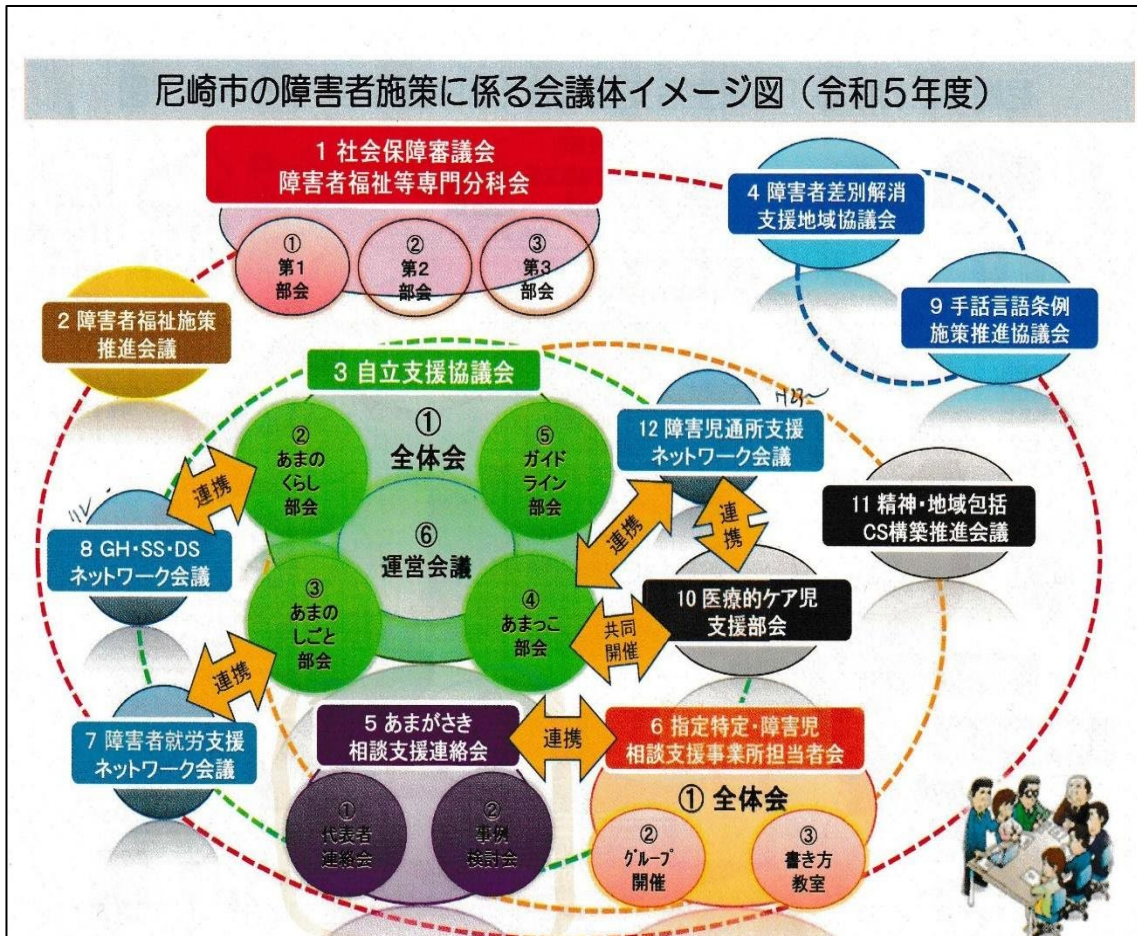 尼崎市の障害者施策に係る会議体イメージ図（令和５年度）
1 社会保障審議会
障害者福祉等専門分科会
①
第1
部会
②
第2
部会
③
第3
部会
4 障害者差別解消
支援地域協議会
9 手話言語条例
施策推進協議会
2 障害者福祉施策
推進会議
3 自立支援協議会
①
全体会
②
あまの
くらし
部会
⑤
ガイド
ライン
部会
⑥
運営会議
③
あまの
しごと
部会
④
あまっこ
部会
12 障害児通所支援
ネットワーク会議
11 精神・地域包括
CS構築推進会議
連携
8 GH・SS・DS
ネットワーク会議
連携
連携
10 医療的ケア児
支援部会
共同
開催
連携
7 障害者就労支援
ネットワーク会議
5 あまがさき
相談支援連絡会
連携
6 指定特定・障害児
相談支援事業所担当者会
①
代表者
連絡会
②
事例
検討会
① 全体会
②
グループ
開催
③
書き方
教室